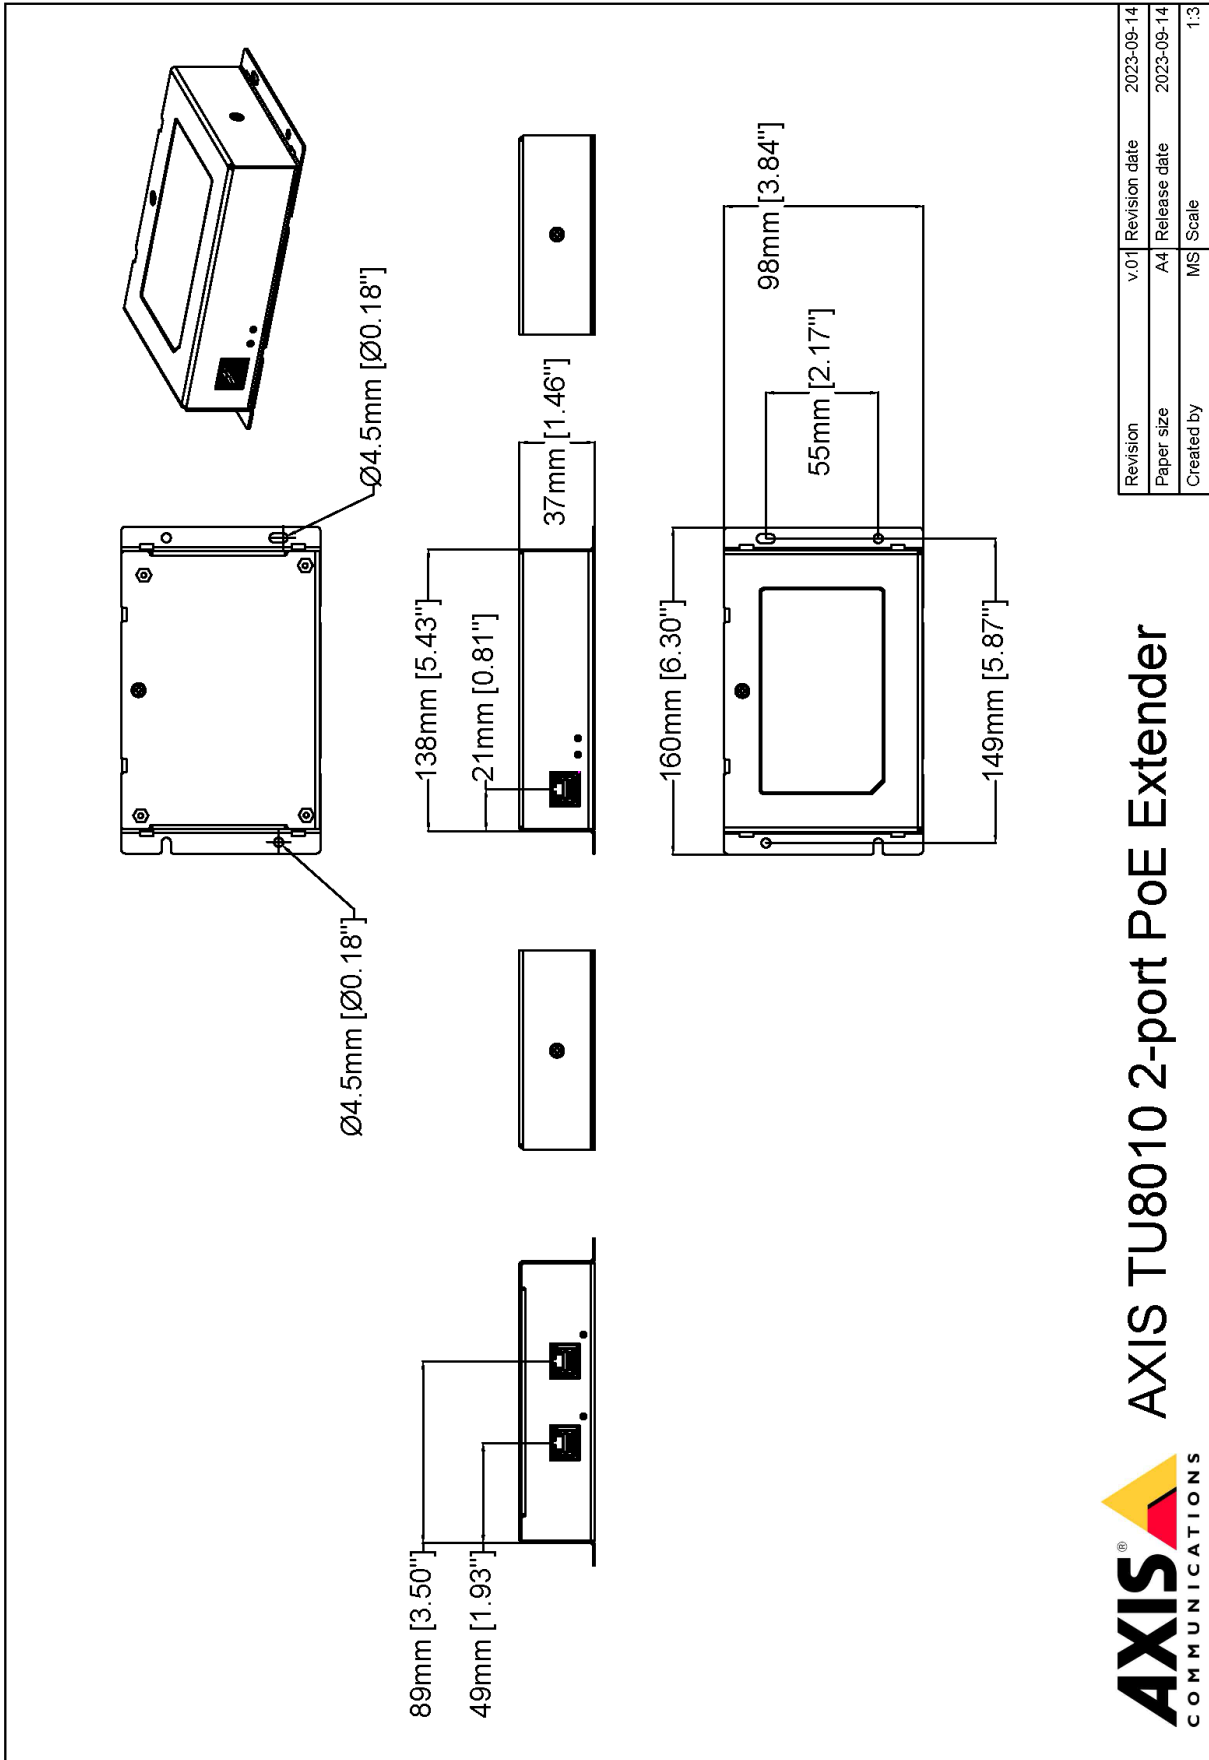 Ø4.5mm [Ø0.18"]
Ø4.5mm [Ø0.18"]
89mm [3.50"]
49mm [1.93"]
138mm [5.43"]
21mm [0.81"]
37mm [1.46"]
160mm [6.30"]
98mm [3.84"]
55mm [2.17"]
149mm [5.87"]
AXIS®
COMMUNICATIONS
AXIS TU8010 2-port PoE Extender
Revision v.01 Revision date 2023-09-14
Paper size A4 Release date 2023-09-14
Created by MS Scale 1:3